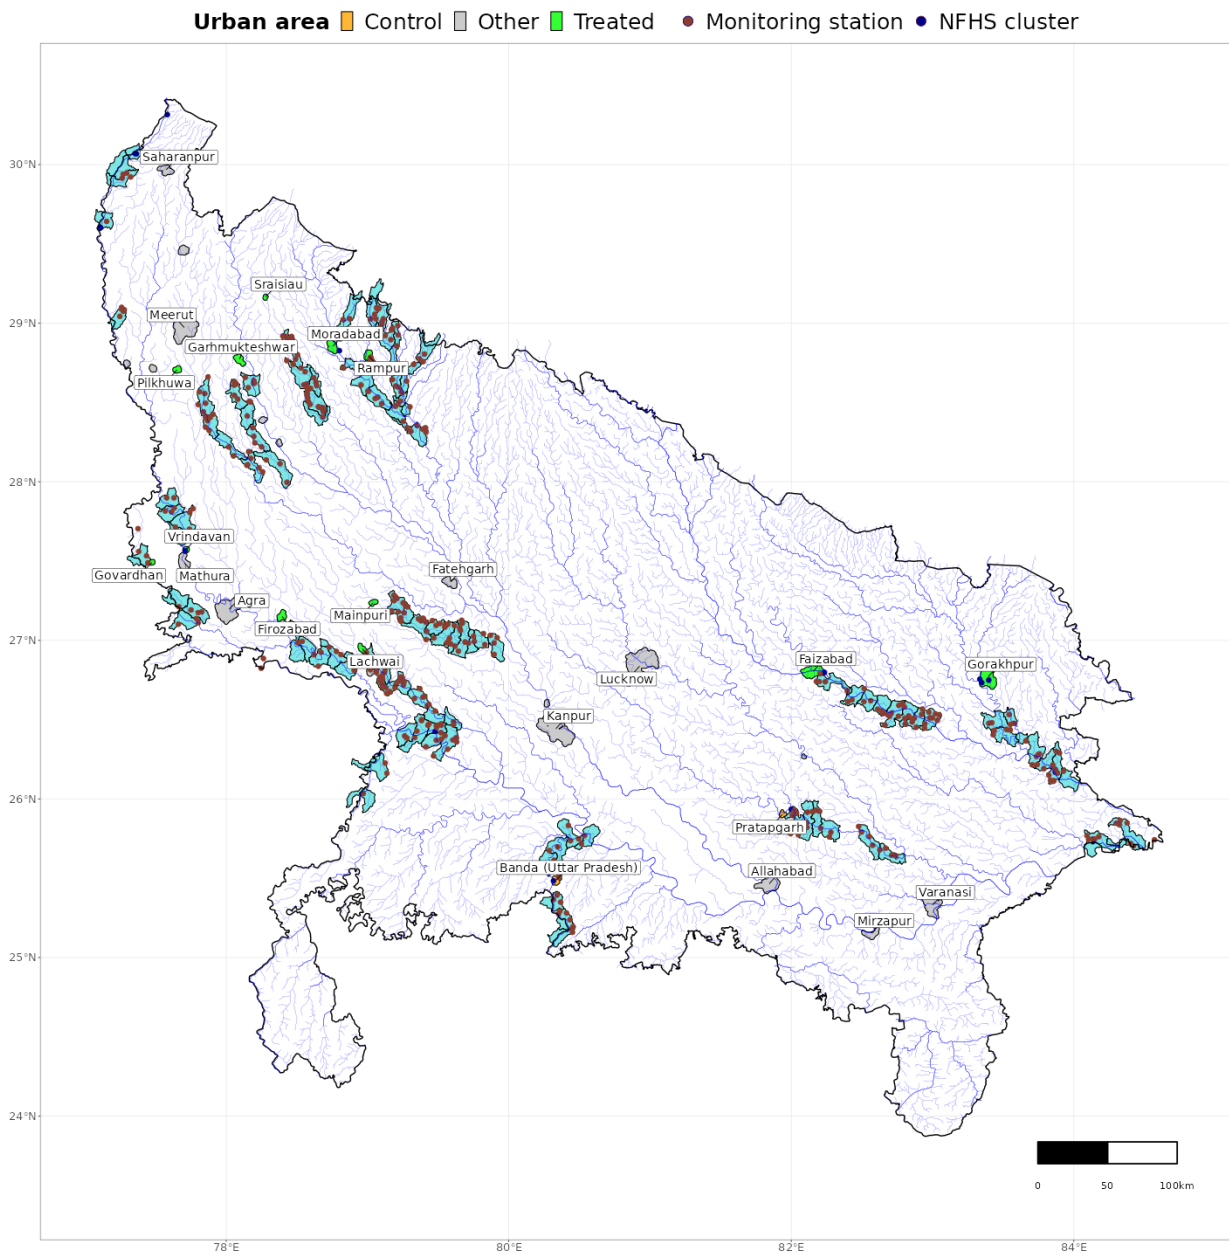 Urban area Control Other Treated Monitoring station NFHS cluster
30°N
Saharanpur
Sraisiau
29°N
Meerut
Moradabad
Garhmukteshwar
Rampur
Pilkhuwa
28°N
Vrindavan
Govardhan
Mathura
Fatehgarh
Agra
Mainpuri
27°N
Firozabad
Lachwai
Lucknow
Faizabad
Gorakhpur
Kanpur
26°N
Pratapgarh
Banda (Uttar Pradesh)
Allahabad
Varanasi
Mirzapur
25°N
24°N
0 50 100km
78°E 80°E 82°E 84°E